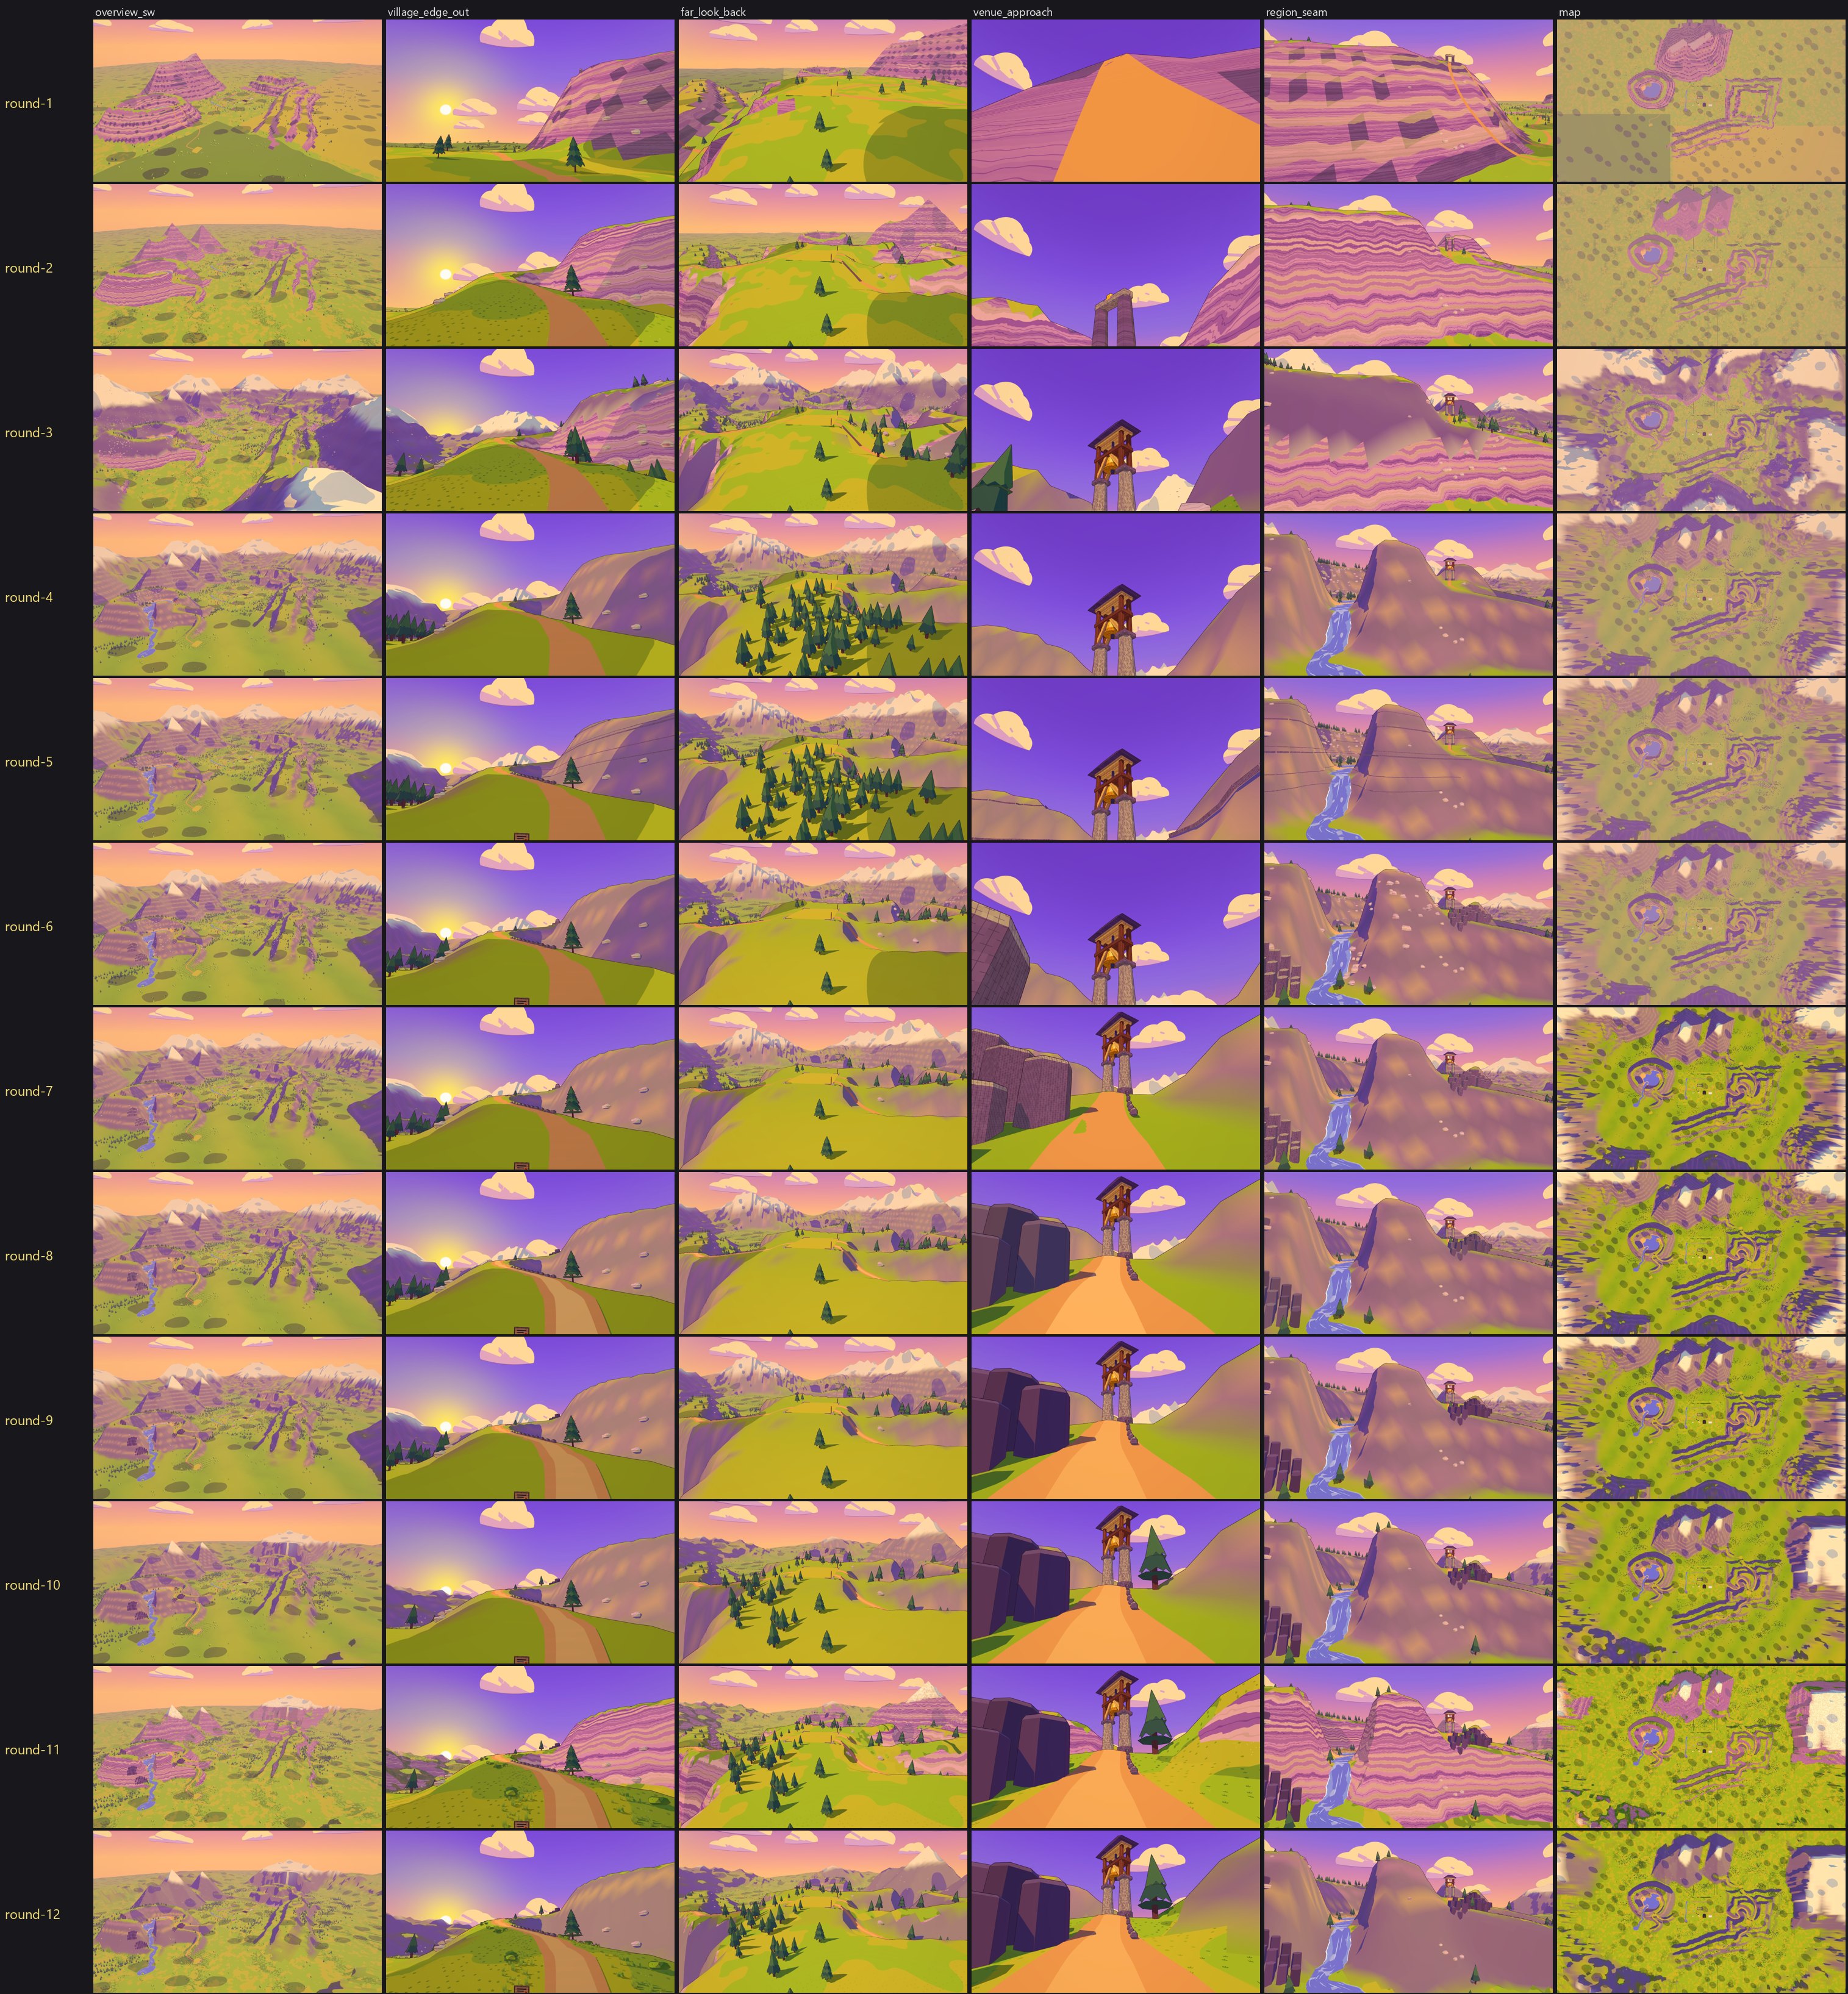 overview_sw village_edge_out far_look_back venue_approach region_seam map
round-1
round-2
round-3
round-4
round-5
round-6
round-7
round-8
round-9
round-10
round-11
round-12